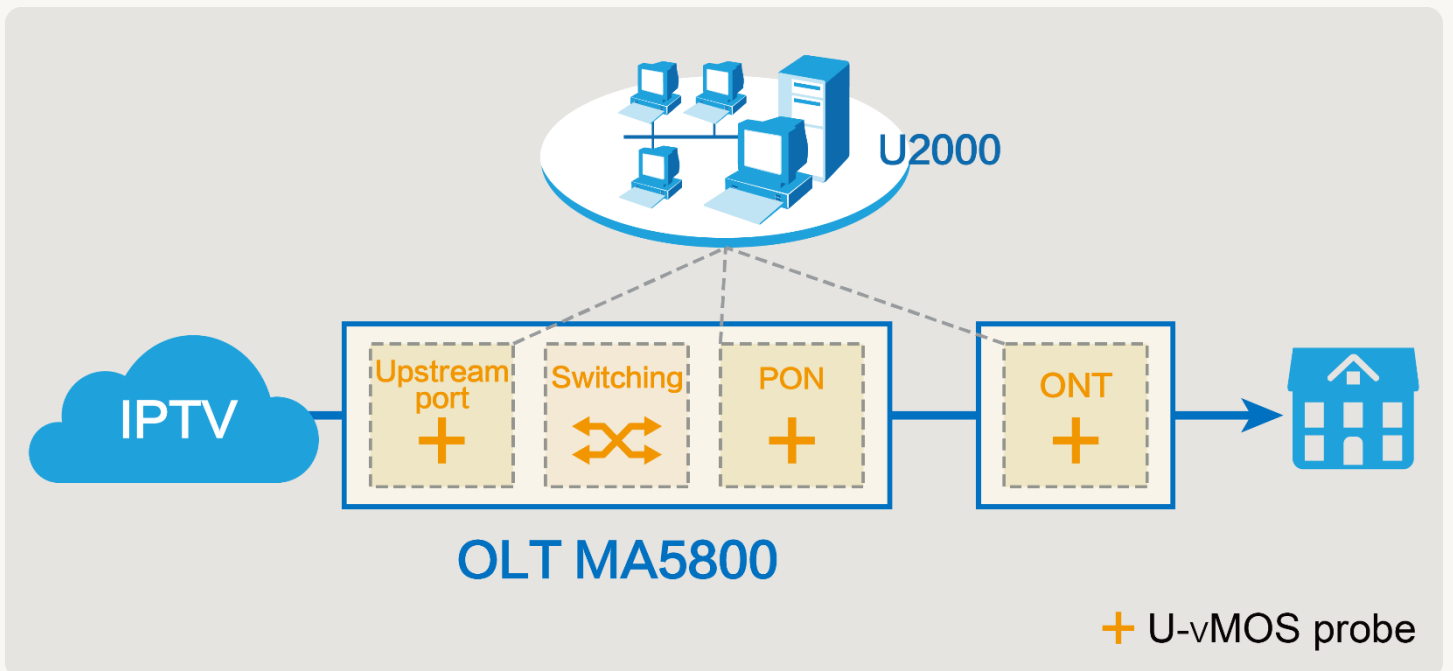 U2000
IPTV
Upstream
port
Switching
PON
ONT
OLT MA5800
U-vMOS probe